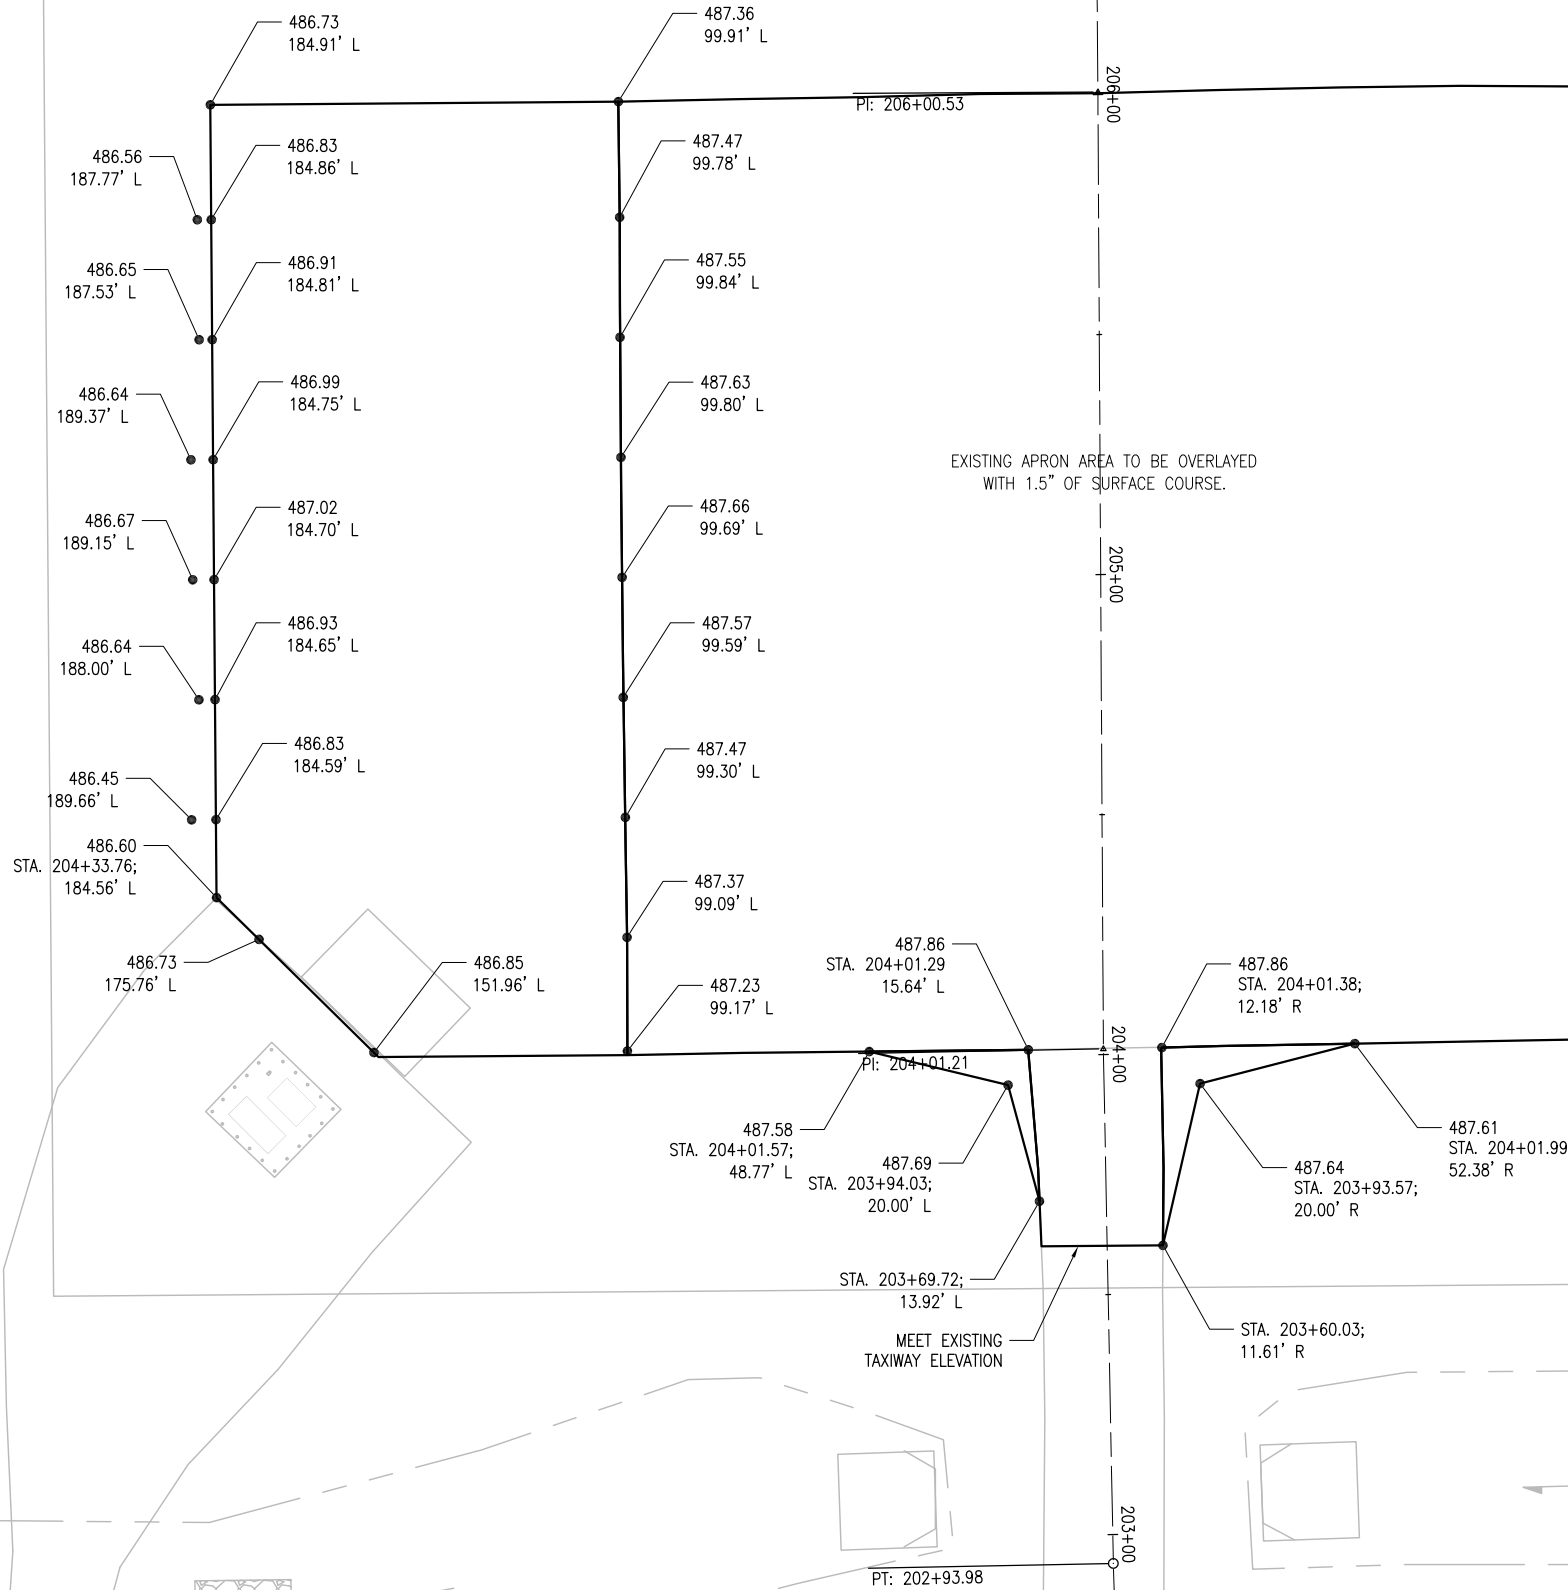 486.73
184.91' L
487.36
99.91' L
206+00
PI: 206+00.53
486.56
187.77' L
486.83
184.86' L
487.47
99.78' L
486.65
187.53' L
486.91
184.81' L
487.55
99.84' L
486.64
189.37' L
486.99
184.75' L
487.63
99.80' L
EXISTING APRON AREA TO BE OVERLAYED
WITH 1.5" OF SURFACE COURSE.
486.67
189.15' L
487.02
184.70' L
487.66
99.69' L
205+00
486.64
188.00' L
486.93
184.65' L
487.57
99.59' L
486.45
189.66' L
486.83
184.59' L
487.47
99.30' L
486.60
STA. 204+33.76;
184.56' L
487.37
99.09' L
486.73
175.76' L
486.85
151.96' L
487.23
99.17' L
487.86
STA. 204+01.29
15.64' L
487.86
STA. 204+01.38;
12.18' R
204+00
PI: 204+01.21
487.58
STA. 204+01.57;
48.77' L
487.69
STA. 203+94.03;
20.00' L
487.64
STA. 203+93.57;
20.00' R
487.61
STA. 204+01.99
52.38' R
STA. 203+69.72;
13.92' L
MEET EXISTING
TAXIWAY ELEVATION
STA. 203+60.03;
11.61' R
203+00
PT: 202+93.98